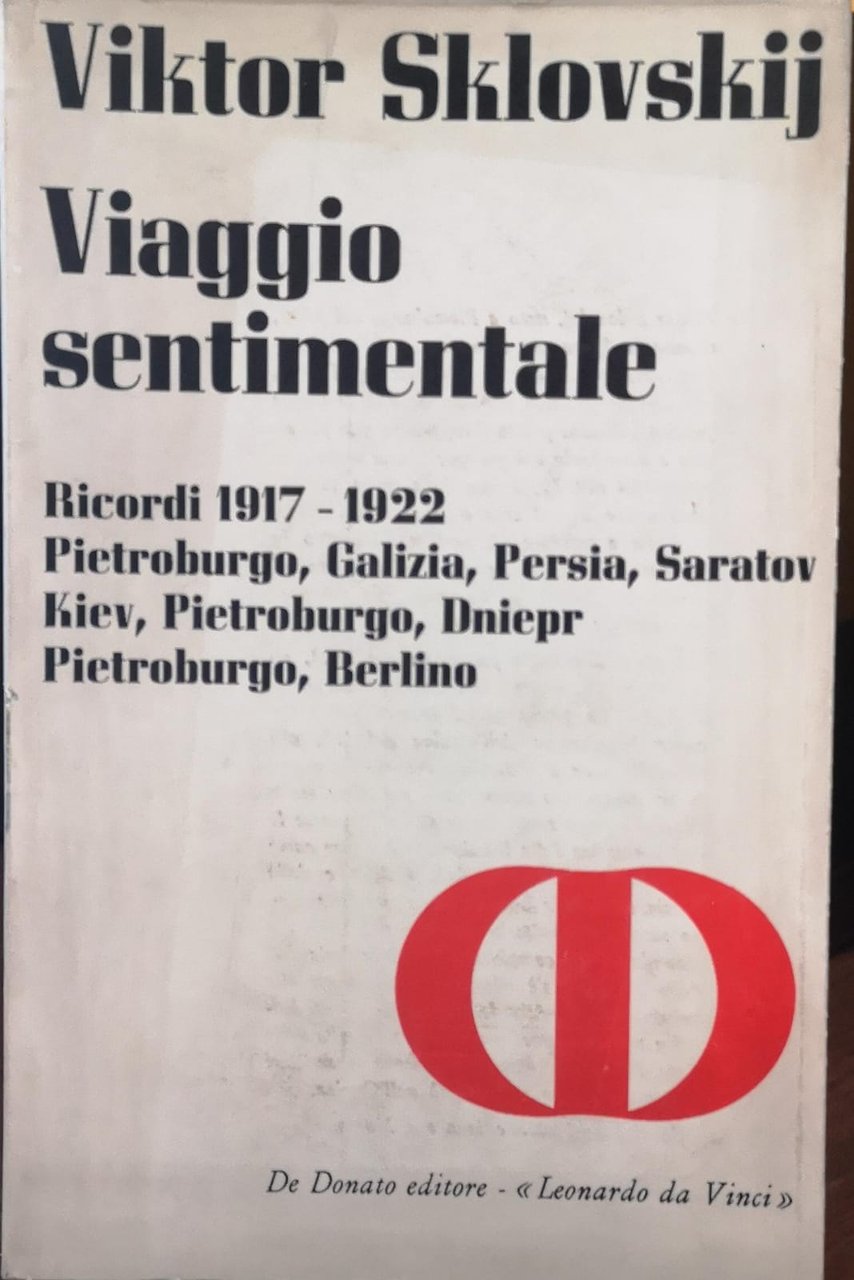 Viktor Sklovskij
Viaggio
sentimentale
Ricordi 1917 - 1922
Pietroburgo, Galizia, Persia, Saratov
Kiev, Pietroburgo, Dniepr
Pietroburgo, Berlino
De Donato editore - «Leonardo da Vinci»